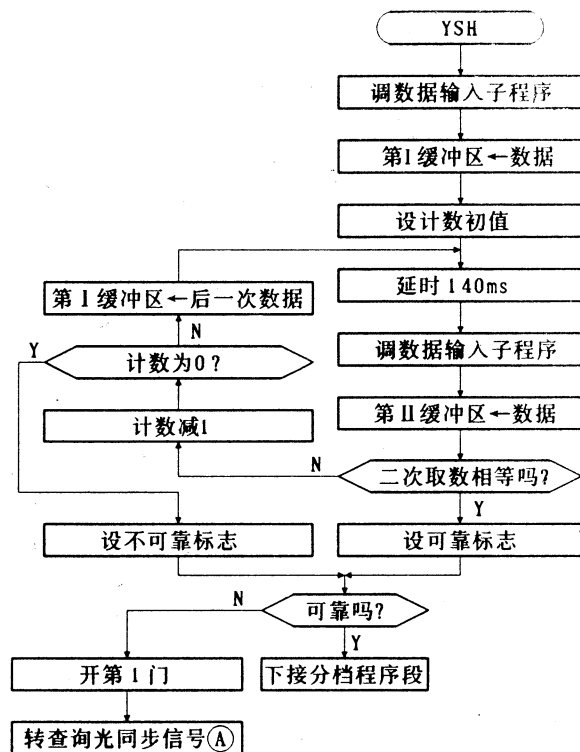 YSH
调数据输入子程序
第I缓冲区←数据
设计数初值
第I缓冲区←后一次数据
延时140ms
N
Y
计数为0?
调数据输入子程序
计数减1
第II缓冲区←数据
N
二次取数相等吗?
Y
设不可靠标志
设可靠标志
N
可靠吗?
Y
开第1门
下接分档程序段
转查询光同步信号Ⓐ